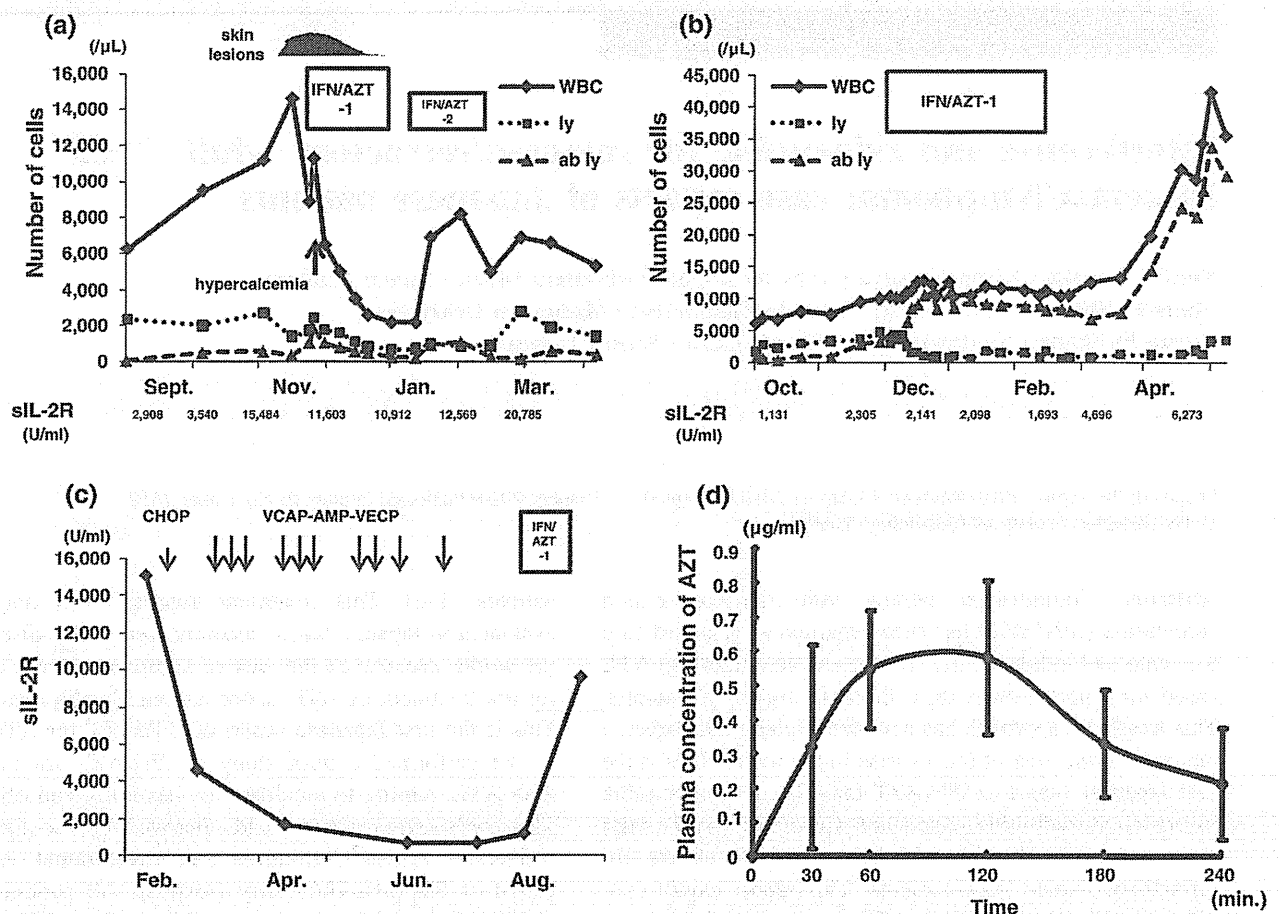 (a)
skin
lesions
(/µL)
16,000
14,000
12,000
10,000
8,000
6,000
4,000
2,000
0
Number of cells
IFN/AZT
-1
IFN/AZT
-2
WBC
ly
ab ly
hypercalcemia
Sept.
Nov.
Jan.
Mar.
sIL-2R
(U/ml)
2,908 3,540 15,484 11,603 10,912 12,569 20,785
(b)
(/µL)
45,000
40,000
35,000
30,000
25,000
20,000
15,000
10,000
5,000
0
Number of cells
IFN/AZT-1
WBC
ly
ab ly
Oct.
Dec.
Feb.
Apr.
sIL-2R
(U/ml)
1,131 2,305 2,141 2,098 1,693 4,696 6,273
(c)
CHOP
VCAP-AMP-VECP
IFN/
AZT
-1
(U/ml)
16,000
14,000
12,000
10,000
8,000
6,000
4,000
2,000
0
sIL-2R
Feb.
Apr.
Jun.
Aug.
(d)
(µg/ml)
0.9
0.8
0.7
0.6
0.5
0.4
0.3
0.2
0.1
0
Plasma concentration of AZT
0 30 60 120 180 240
Time
(min.)